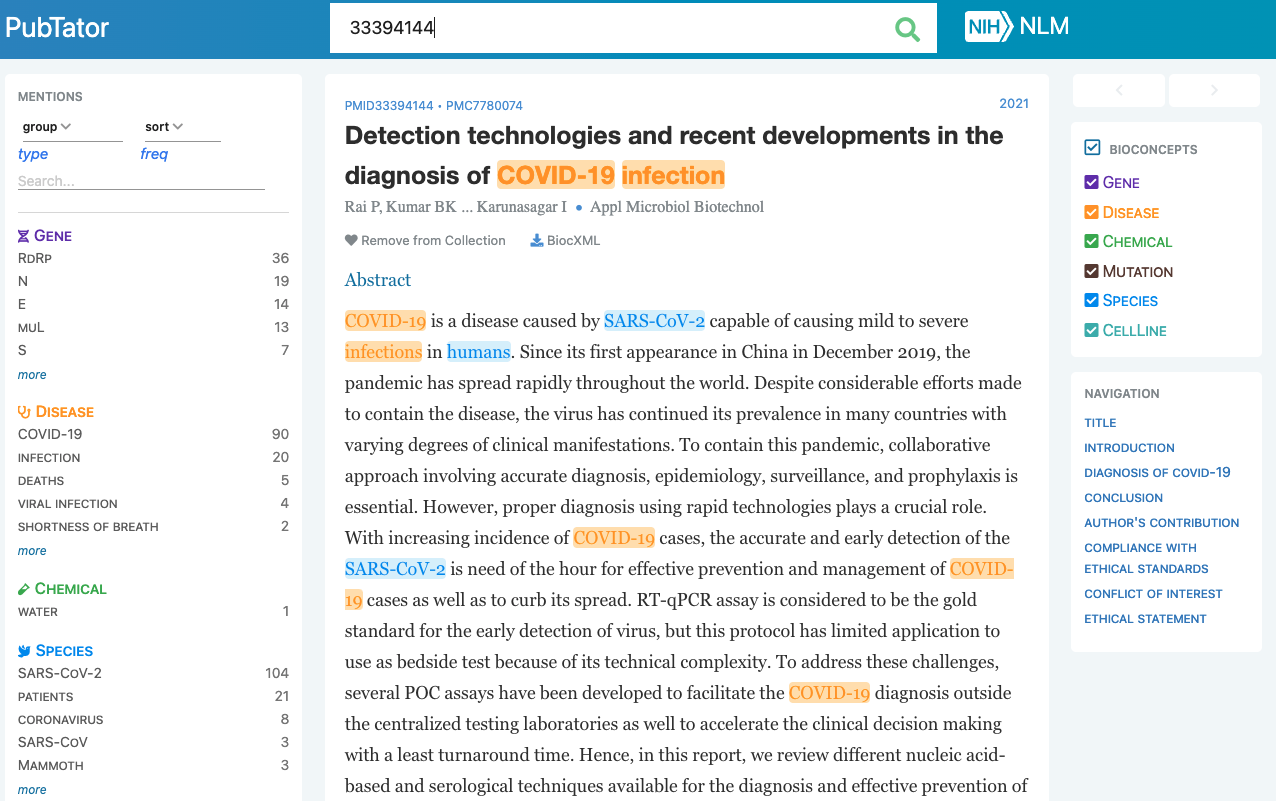 PubTator
33394144
NIH NLM
MENTIONS
group sort
type freq
Search...
GENE
RDRP 36
N 19
E 14
MUL 13
S 7
more
DISEASE
COVID-19 90
INFECTION 20
DEATHS 5
VIRAL INFECTION 4
SHORTNESS OF BREATH 2
more
CHEMICAL
WATER 1
SPECIES
SARS-COV-2 104
PATIENTS 21
CORONAVIRUS 8
SARS-COV 3
MAMMOTH 3
more
PMID33394144 • PMC7780074 2021
Detection technologies and recent developments in the
diagnosis of COVID-19 infection
Rai P, Kumar BK ... Karunasagar I • Appl Microbiol Biotechnol
Remove from Collection BiocXML
Abstract
COVID-19 is a disease caused by SARS-CoV-2 capable of causing mild to severe
infections in humans. Since its first appearance in China in December 2019, the
pandemic has spread rapidly throughout the world. Despite considerable efforts made
to contain the disease, the virus has continued its prevalence in many countries with
varying degrees of clinical manifestations. To contain this pandemic, collaborative
approach involving accurate diagnosis, epidemiology, surveillance, and prophylaxis is
essential. However, proper diagnosis using rapid technologies plays a crucial role.
With increasing incidence of COVID-19 cases, the accurate and early detection of the
SARS-CoV-2 is need of the hour for effective prevention and management of COVID-
19 cases as well as to curb its spread. RT-qPCR assay is considered to be the gold
standard for the early detection of virus, but this protocol has limited application to
use as bedside test because of its technical complexity. To address these challenges,
several POC assays have been developed to facilitate the COVID-19 diagnosis outside
the centralized testing laboratories as well to accelerate the clinical decision making
with a least turnaround time. Hence, in this report, we review different nucleic acid-
based and serological techniques available for the diagnosis and effective prevention of
BIOCONCEPTS
GENE
DISEASE
CHEMICAL
MUTATION
SPECIES
CELLLINE
NAVIGATION
TITLE
INTRODUCTION
DIAGNOSIS OF COVID-19
CONCLUSION
AUTHOR'S CONTRIBUTION
COMPLIANCE WITH
ETHICAL STANDARDS
CONFLICT OF INTEREST
ETHICAL STATEMENT